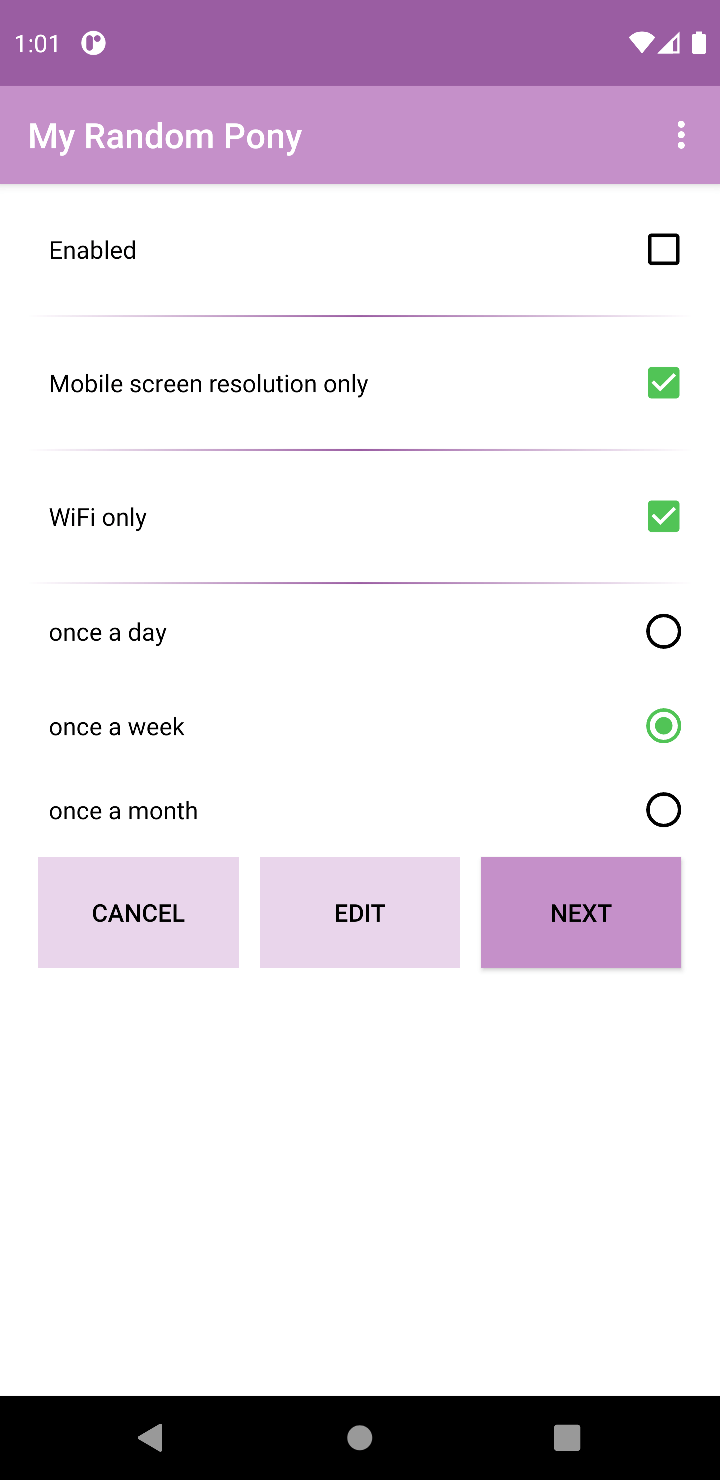 1:01
My Random Pony
Enabled
Mobile screen resolution only
WiFi only
once a day
once a week
once a month
CANCEL EDIT NEXT